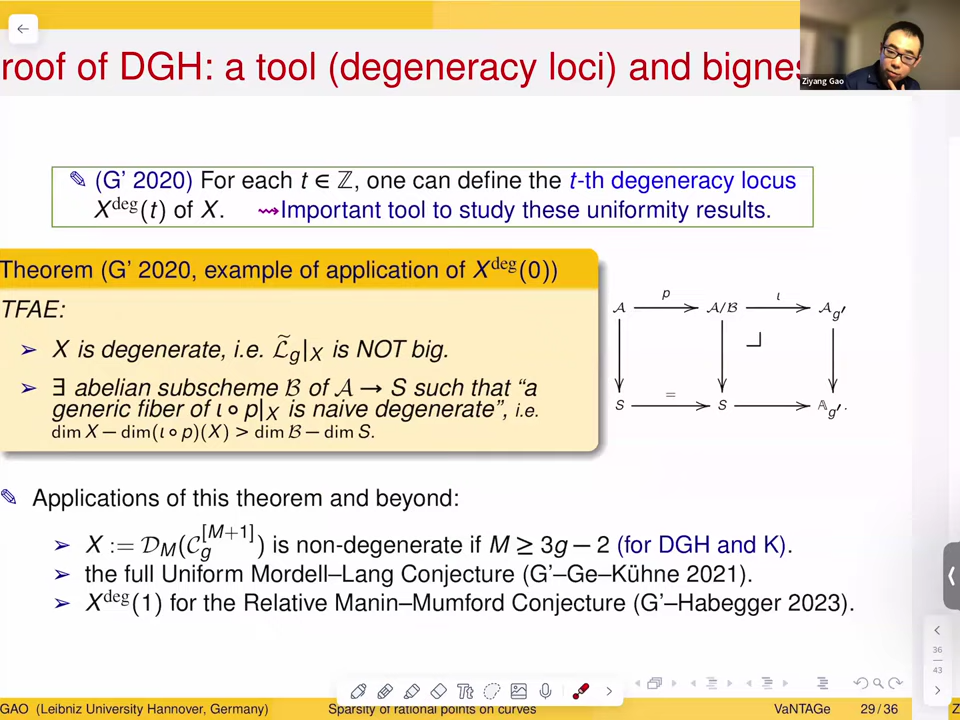 roof of DGH: a tool (degeneracy loci) and bignes
Ziyang Gao
✎ (G' 2020) For each t ∈ ℤ, one can define the t-th degeneracy locus
X^deg(t) of X. ⇝Important tool to study these uniformity results.
Theorem (G' 2020, example of application of X^deg(0))
TFAE:
➢ X is degenerate, i.e. L̃_g|_X is NOT big.
➢ ∃ abelian subscheme B of A → S such that "a
generic fiber of ι ∘ p|_X is naive degenerate", i.e.
dim X − dim(ι ∘ p)(X) > dim B − dim S.
p ι
A A/B A_g′
=
S S 𝔸_g′ .
✎ Applications of this theorem and beyond:
➢ X := D_M(C_g^[M+1]) is non-degenerate if M ≥ 3g − 2 (for DGH and K).
➢ the full Uniform Mordell–Lang Conjecture (G'–Ge–Kühne 2021).
➢ X^deg(1) for the Relative Manin–Mumford Conjecture (G'–Habegger 2023).
36
43
Tt
GAO (Leibniz University Hannover, Germany) Sparsity of rational points on curves VaNTAGe 29 / 36 Z